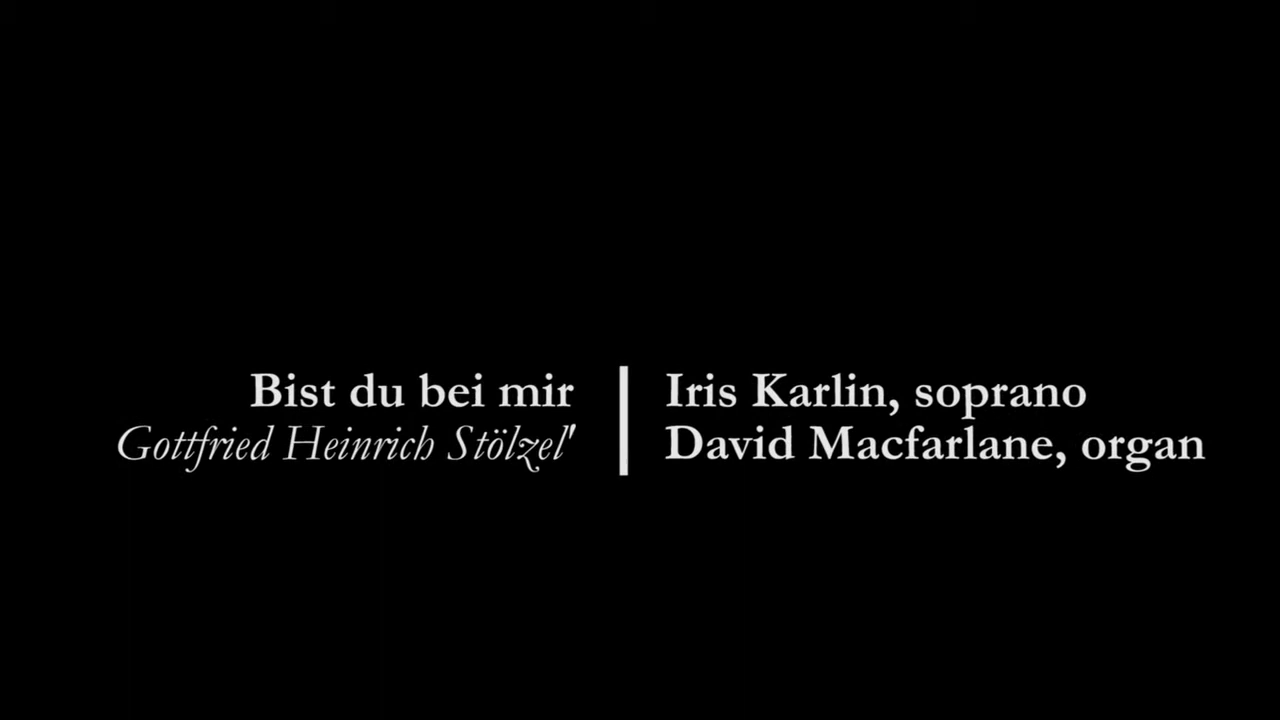 Bist du bei mir
Gottfried Heinrich Stölzel'
Iris Karlin, soprano
David Macfarlane, organ